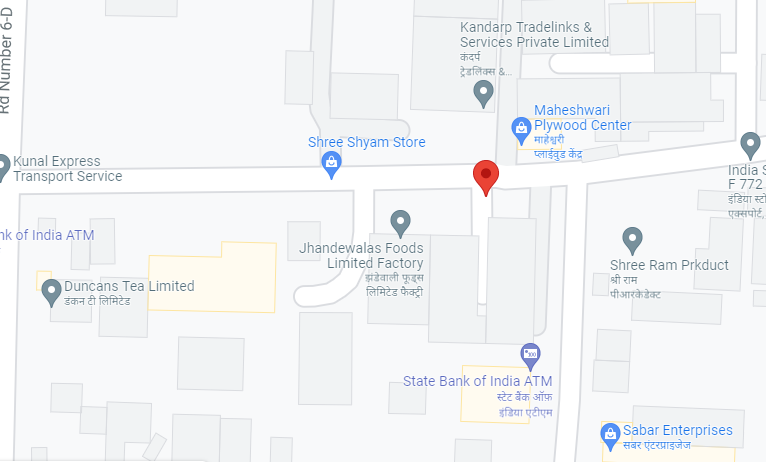 Rd Number 6-D
Kandarp Tradelinks &
Services Private Limited
कंदर्प
ट्रेडलिंक्स &...
Maheshwari
Plywood Center
माहेश्वरी
प्लाईवुड केंद्र
Shree Shyam Store
Kunal Express
Transport Service
India S
F 772
इंडिया स्टो
एक्सपोर्ट,
nk of India ATM
Jhandewalas Foods
Limited Factory
झंडेवाली फूड्स
लिमिटेड फैक्ट्री
Shree Ram Prkduct
श्री राम
पीआरकेडेक्ट
Duncans Tea Limited
डंकन टी लिमिटेड
State Bank of India ATM
स्टेट बैंक ऑफ़
इंडिया एटीएम
Sabar Enterprises
सबर एंटरप्राइजेज